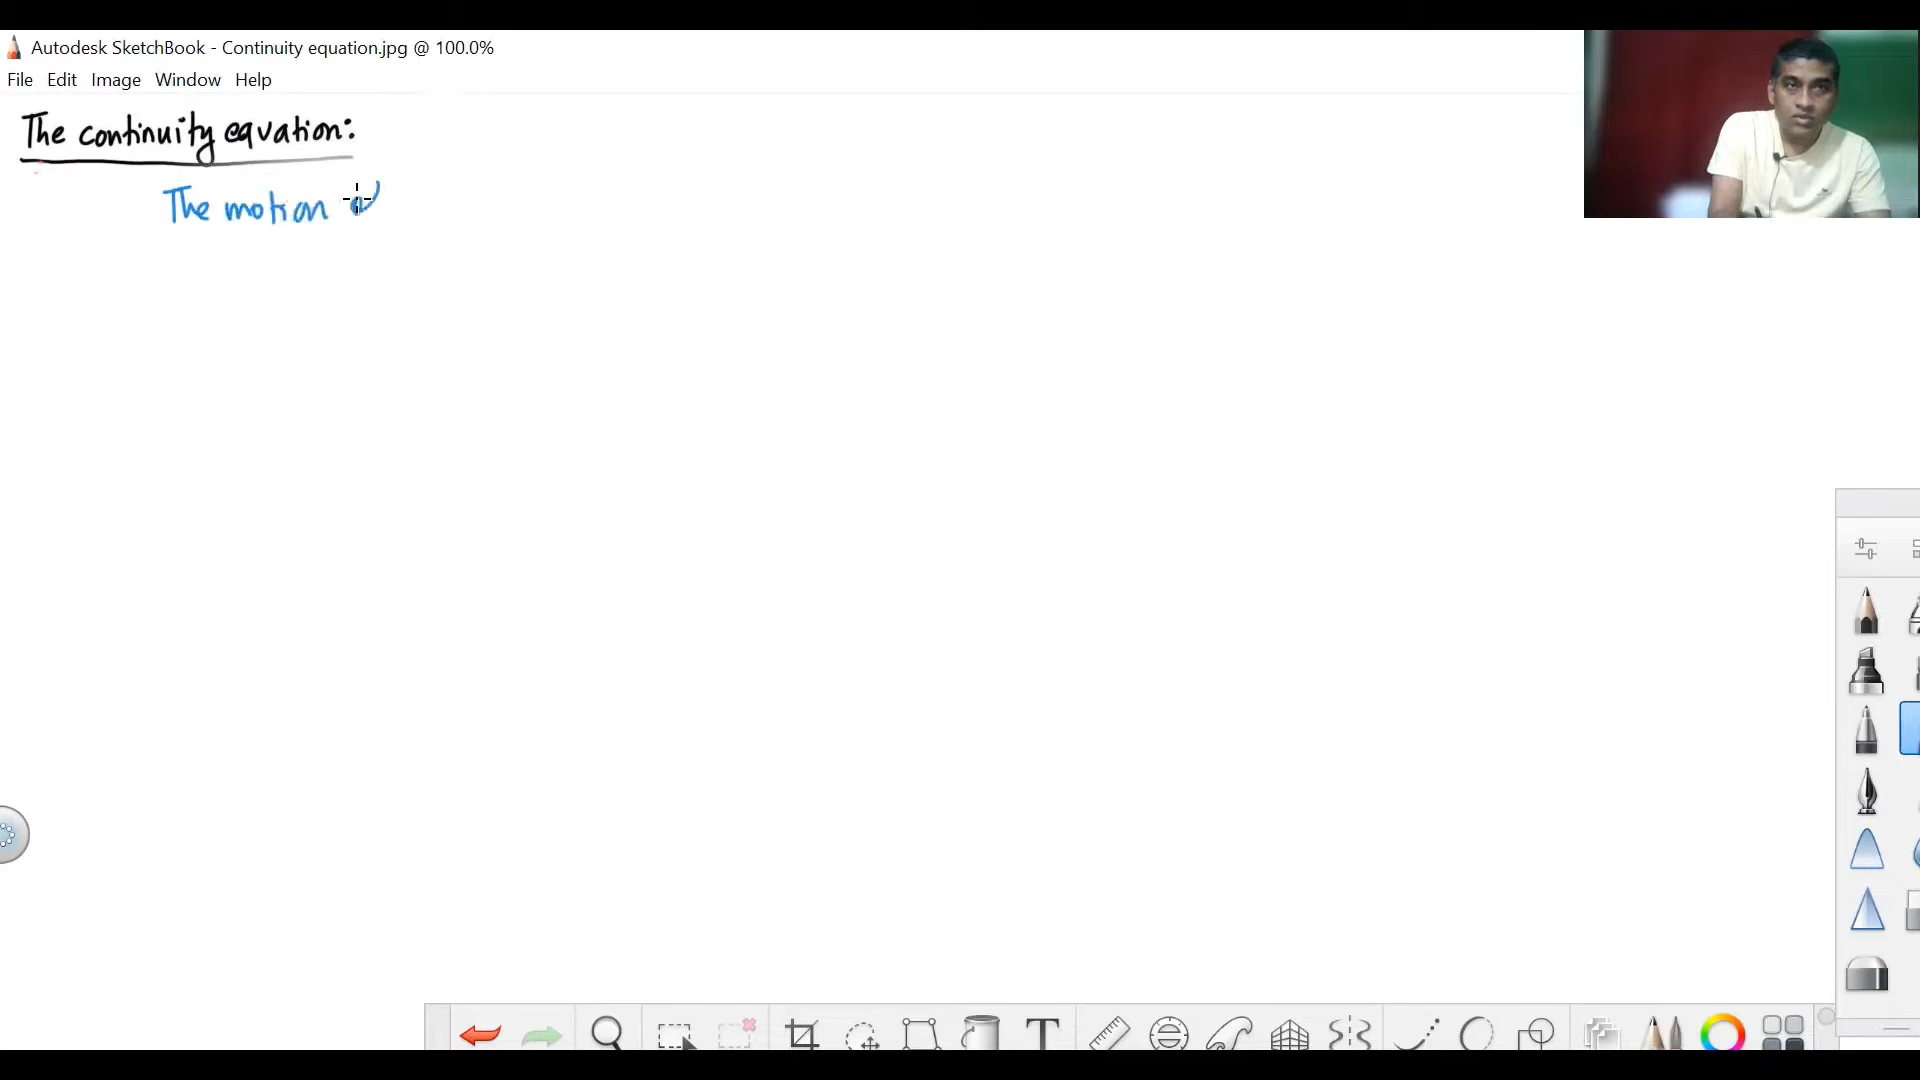 Autodesk SketchBook - Continuity equation.jpg @ 100.0%
File Edit Image Window Help
The continuity equation:
The motion